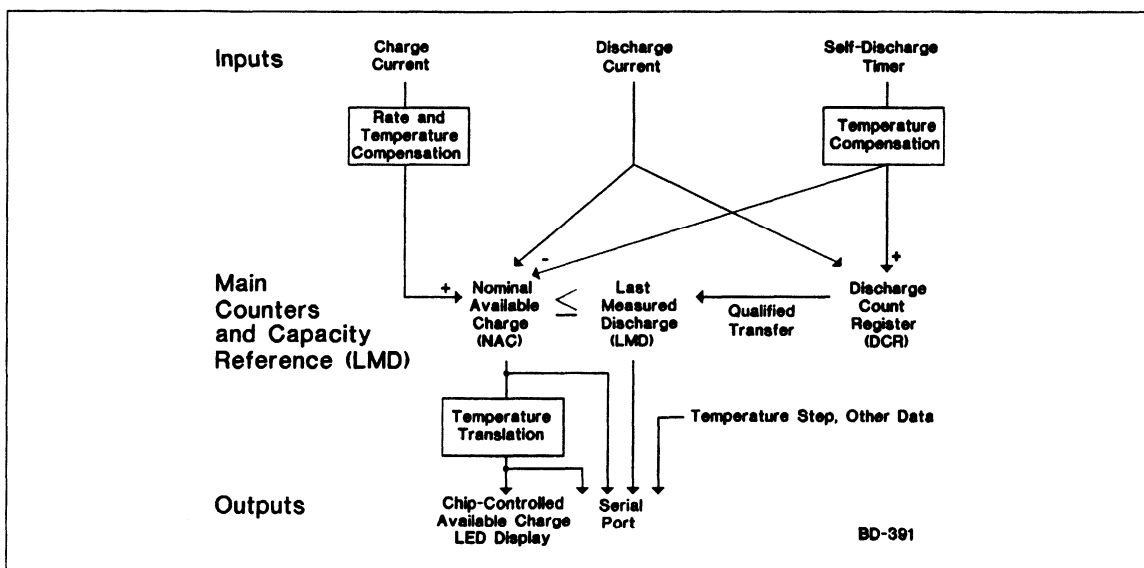 Inputs
Charge
Current
Discharge
Current
Self-Discharge
Timer
Rate and
Temperature
Compensation
Temperature
Compensation
-
+
+
Main
Counters
and Capacity
Reference (LMD)
Nominal
Available
Charge
(NAC)
≤
Last
Measured
Discharge
(LMD)
Qualified
Transfer
Discharge
Count
Register
(DCR)
Temperature
Translation
Temperature Step, Other Data
Outputs
Chip-Controlled
Available Charge
LED Display
Serial
Port
BD-391